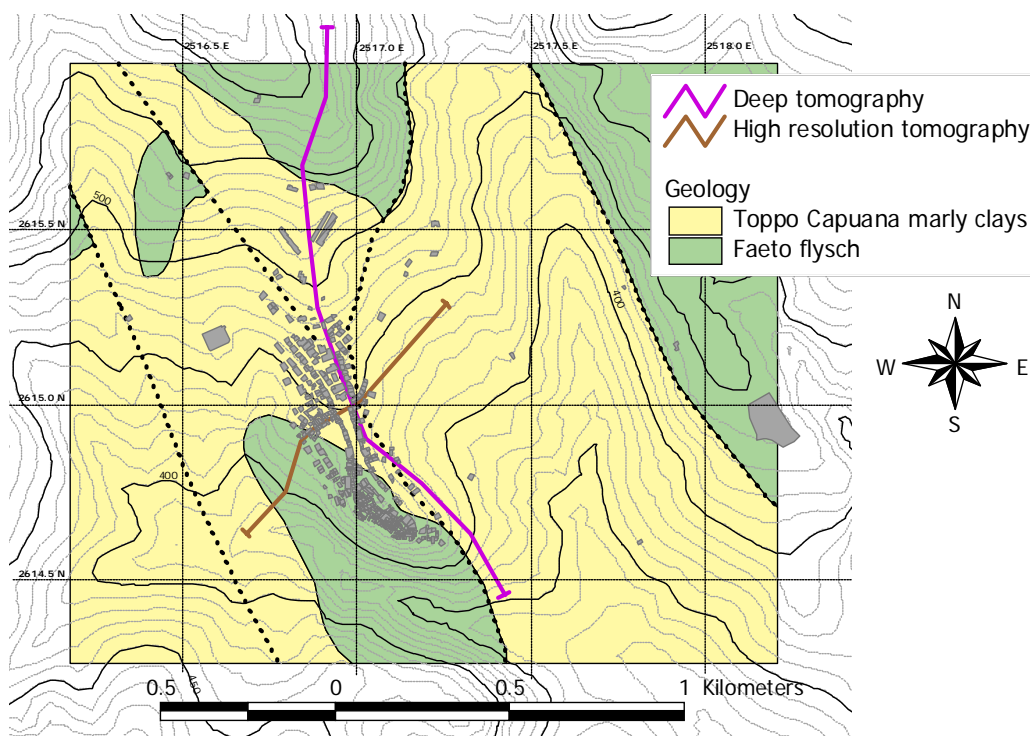 2516.5 E
2517.0 E
2517.5 E
2518.0 E
Deep tomography
High resolution tomography
Geology
Toppo Capuana marly clays
Faeto flysch
500
2615.5 N
400
N
W
E
S
2615.0 N
400
2614.5 N
450
0.5
0
0.5
1
Kilometers